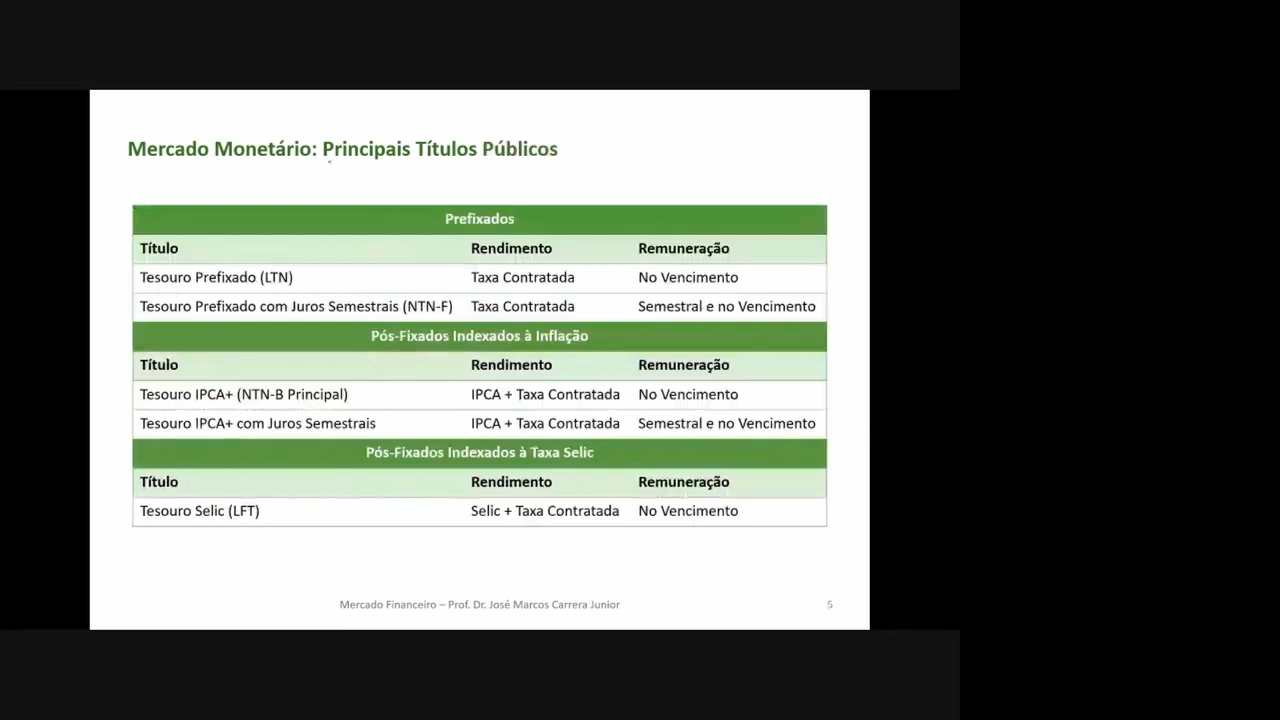 Mercado Monetário: Principais Títulos Públicos
Prefixados
Título Rendimento Remuneração
Tesouro Prefixado (LTN) Taxa Contratada No Vencimento
Tesouro Prefixado com Juros Semestrais (NTN-F) Taxa Contratada Semestral e no Vencimento
Pós-Fixados Indexados à Inflação
Título Rendimento Remuneração
Tesouro IPCA+ (NTN-B Principal) IPCA + Taxa Contratada No Vencimento
Tesouro IPCA+ com Juros Semestrais IPCA + Taxa Contratada Semestral e no Vencimento
Pós-Fixados Indexados à Taxa Selic
Título Rendimento Remuneração
Tesouro Selic (LFT) Selic + Taxa Contratada No Vencimento
Mercado Financeiro – Prof. Dr. José Marcos Carrera Junior 5